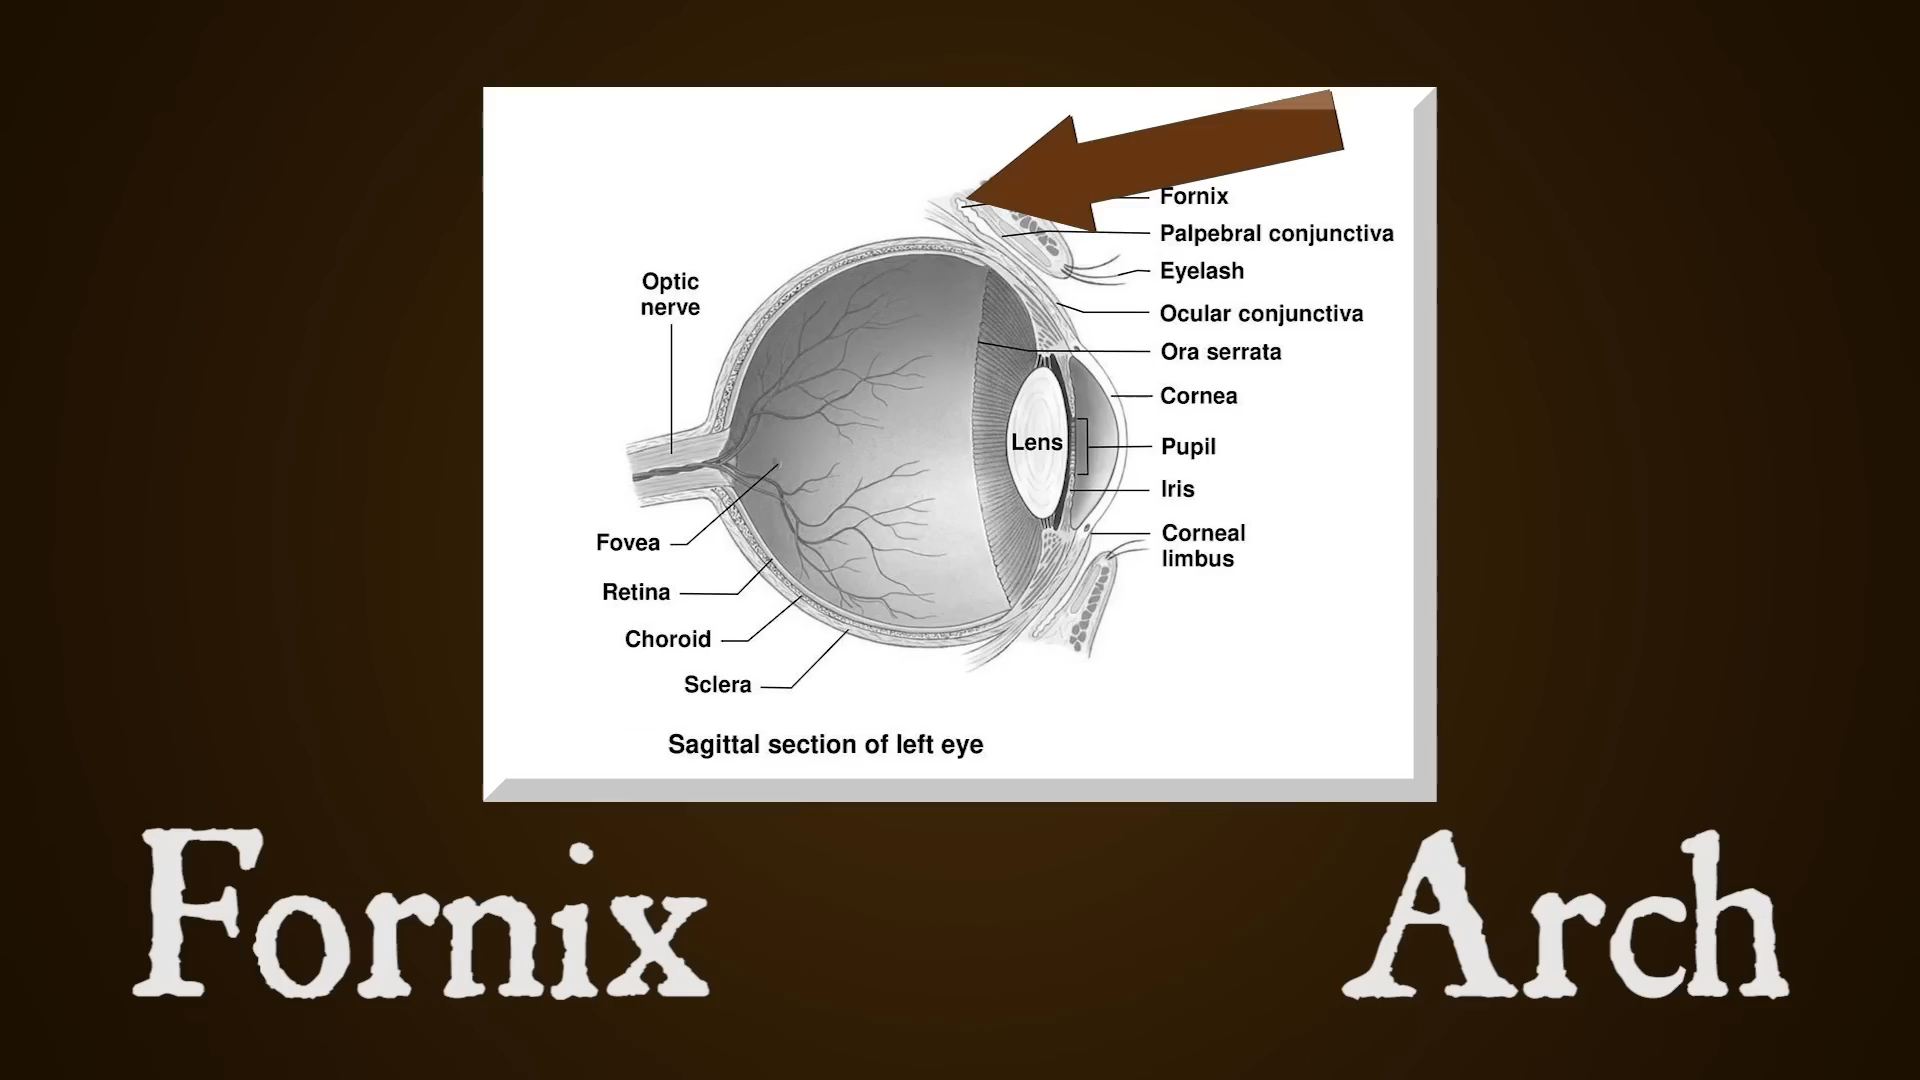 Fornix
Palpebral conjunctiva
Eyelash
Ocular conjunctiva
Ora serrata
Cornea
Pupil
Iris
Corneal
limbus
Optic
nerve
Lens
Fovea
Retina
Choroid
Sclera
Sagittal section of left eye
Fornix Arch